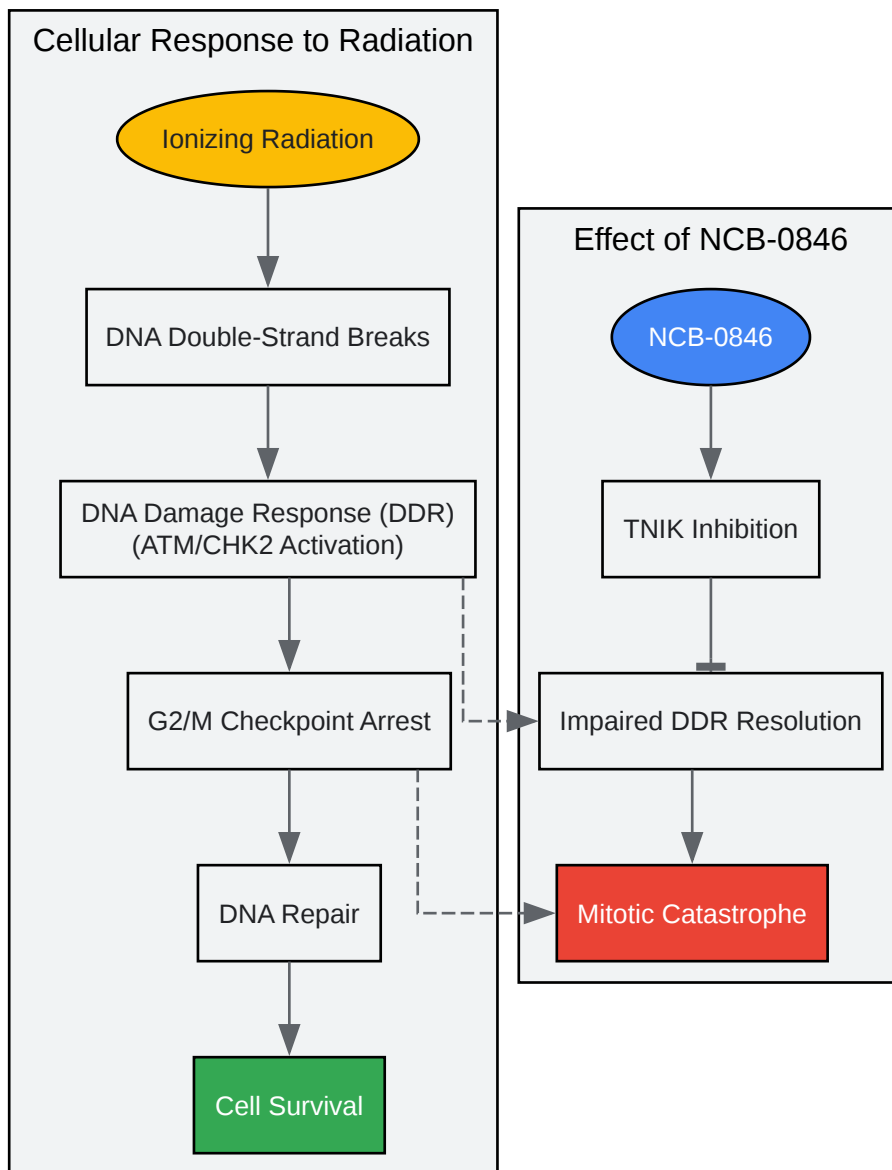 Cellular Response to Radiation
Ionizing Radiation
DNA Double-Strand Breaks
DNA Damage Response (DDR)
(ATM/CHK2 Activation)
G2/M Checkpoint Arrest
DNA Repair
Cell Survival
Effect of NCB-0846
NCB-0846
TNIK Inhibition
Impaired DDR Resolution
Mitotic Catastrophe